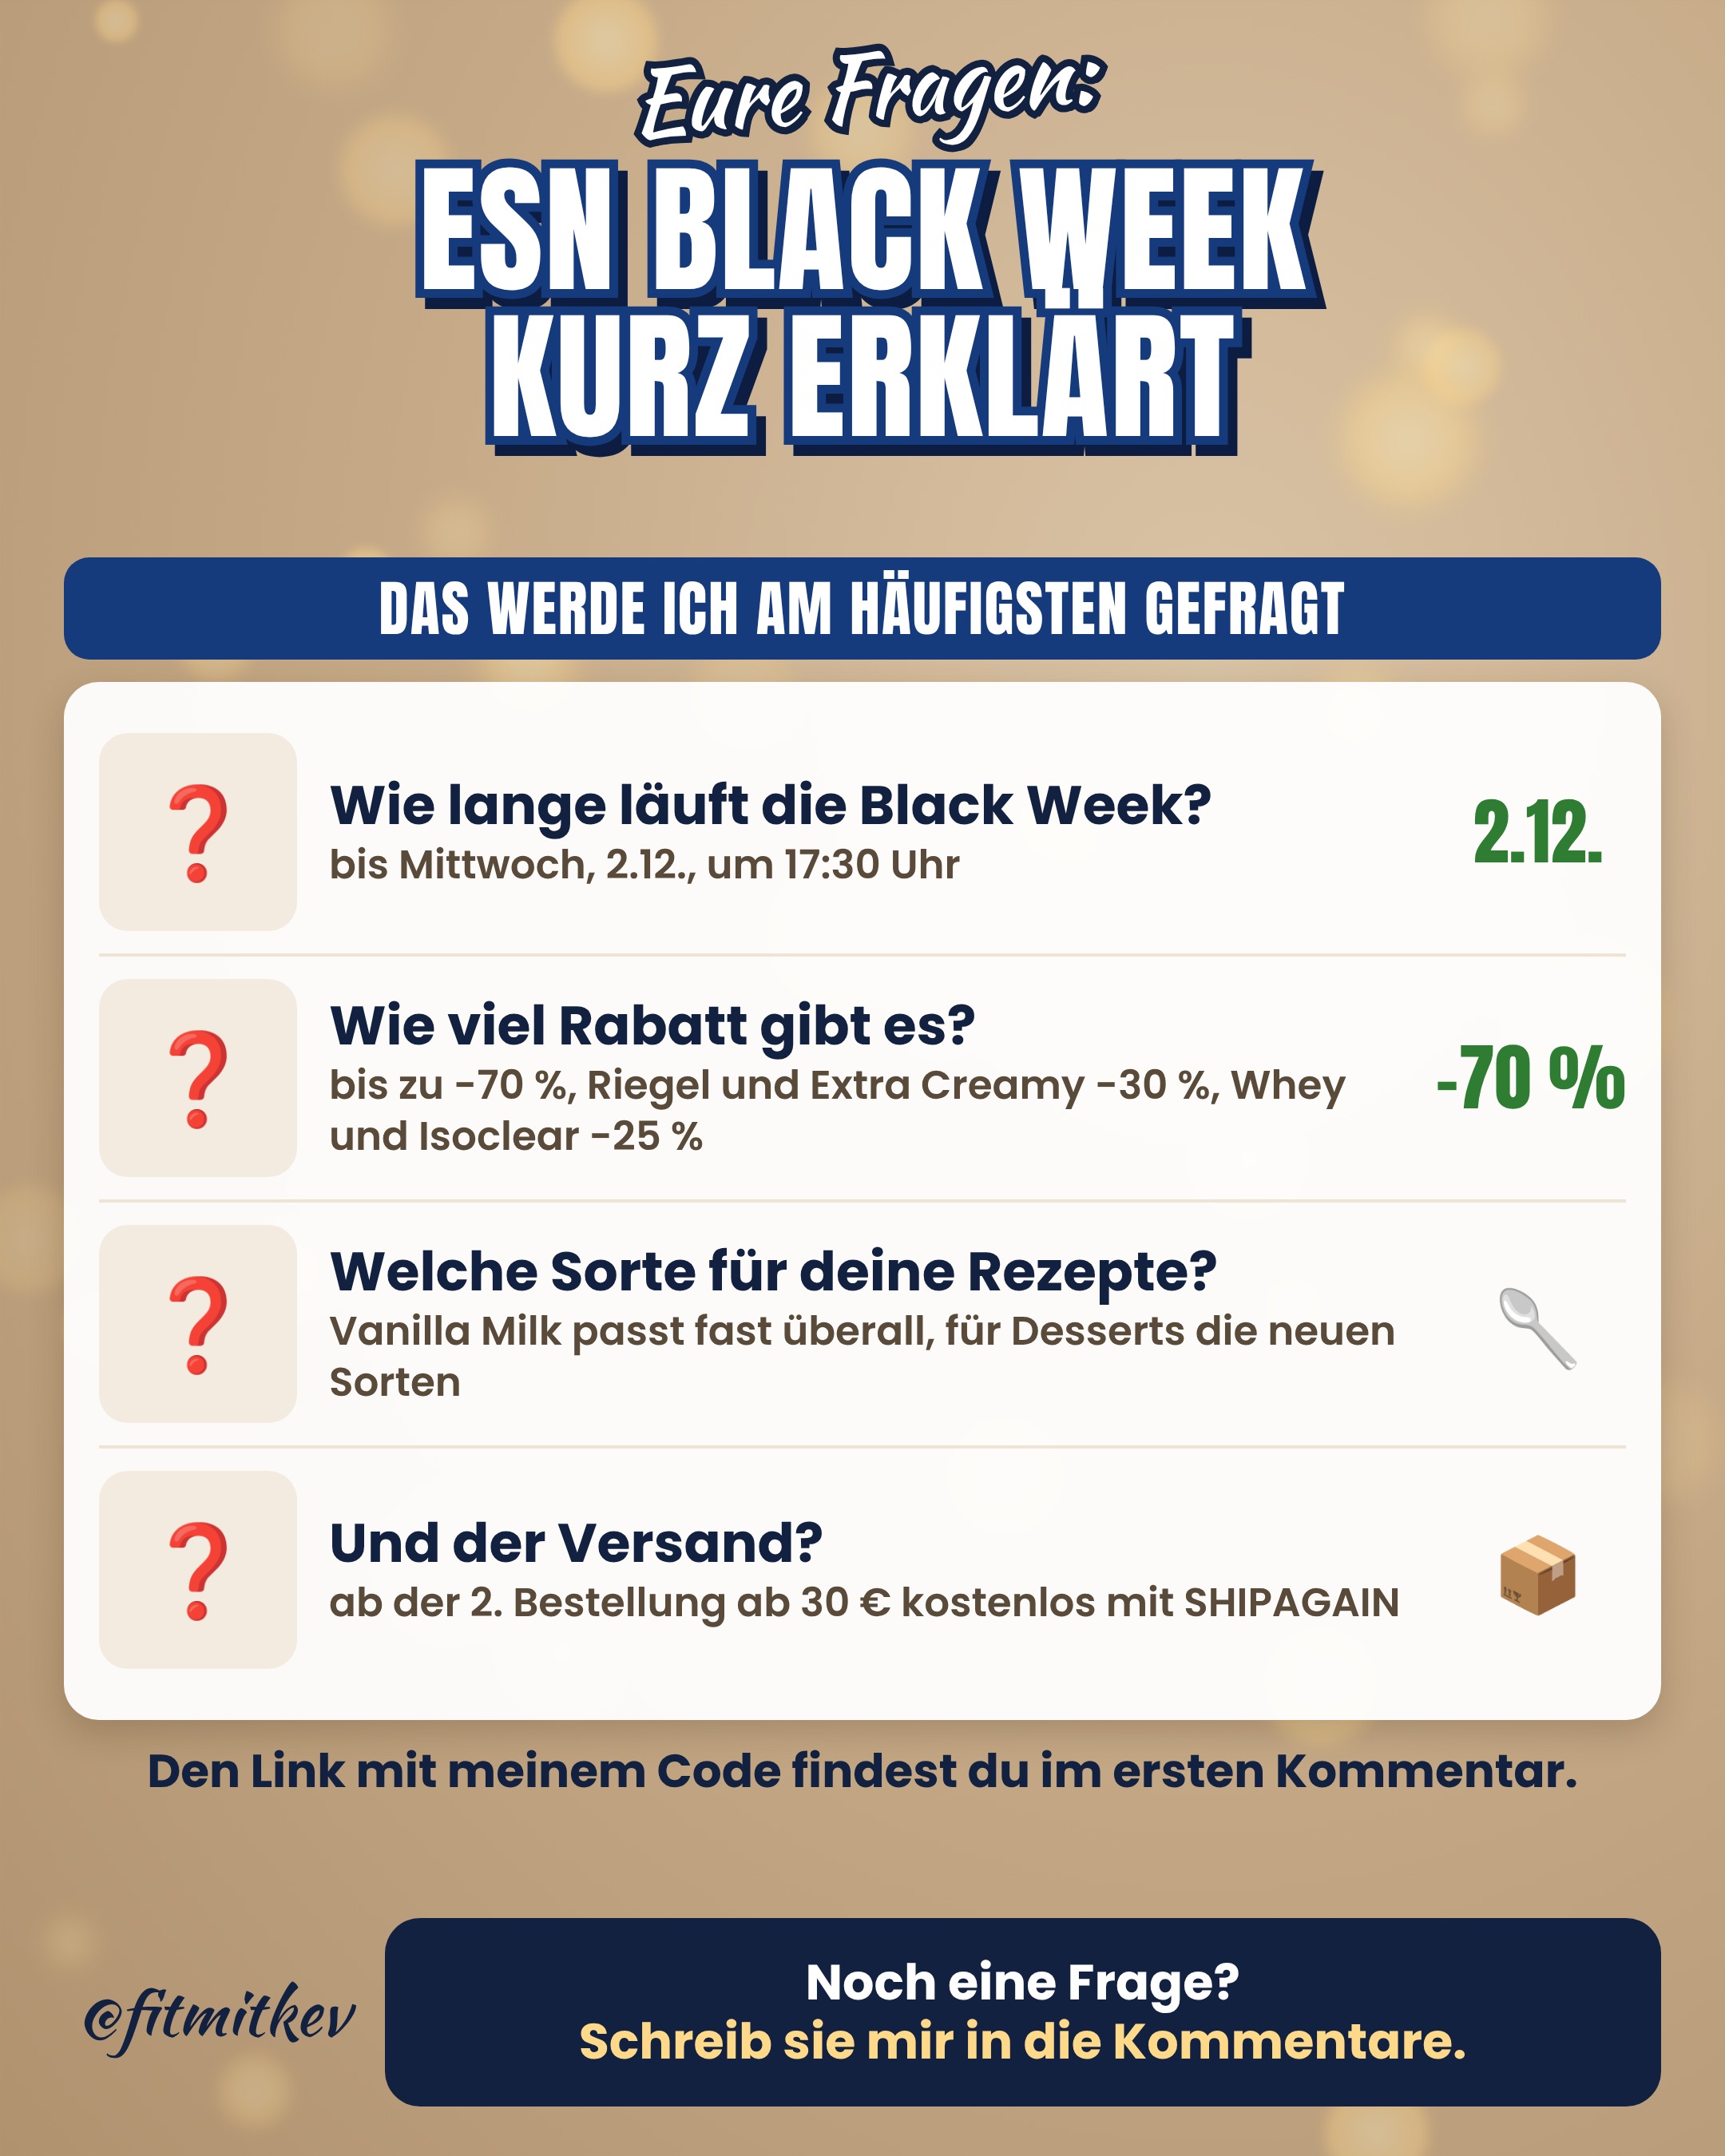 Eure Fragen:
ESN BLACK WEEK
KURZ ERKLÄRT
DAS WERDE ICH AM HÄUFIGSTEN GEFRAGT
Wie lange läuft die Black Week?
bis Mittwoch, 2.12., um 17:30 Uhr
2.12.
Wie viel Rabatt gibt es?
bis zu -70 %, Riegel und Extra Creamy -30 %, Whey
und Isoclear -25 %
-70 %
Welche Sorte für deine Rezepte?
Vanilla Milk passt fast überall, für Desserts die neuen
Sorten
Und der Versand?
ab der 2. Bestellung ab 30 € kostenlos mit SHIPAGAIN
Den Link mit meinem Code findest du im ersten Kommentar.
@fitmitkev
Noch eine Frage?
Schreib sie mir in die Kommentare.